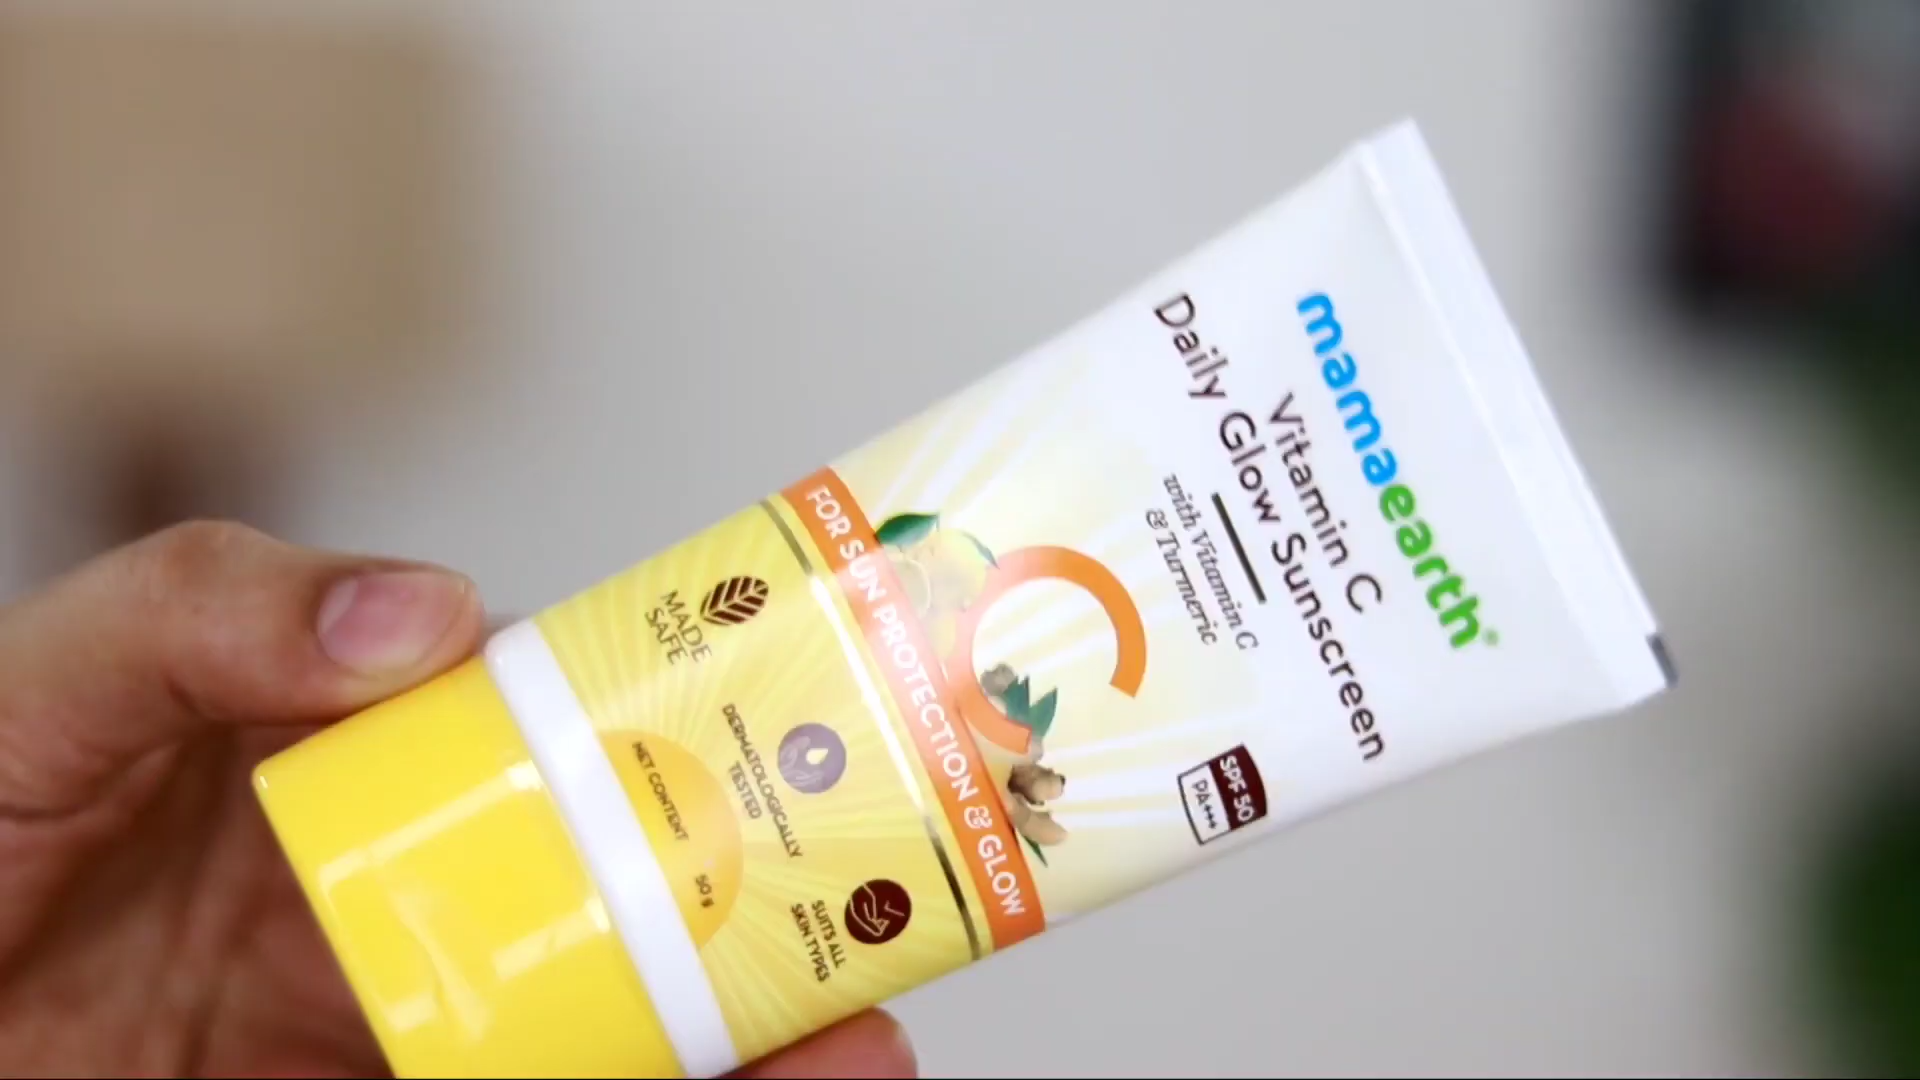 mamaearth®
Vitamin C
Daily Glow Sunscreen
with Vitamin C
& Turmeric
SPF 50
PA+++
C
FOR SUN PROTECTION & GLOW
MADE
SAFE
DERMATOLOGICALLY
TESTED
SUITS ALL
SKIN TYPES
NET CONTENT
50 g